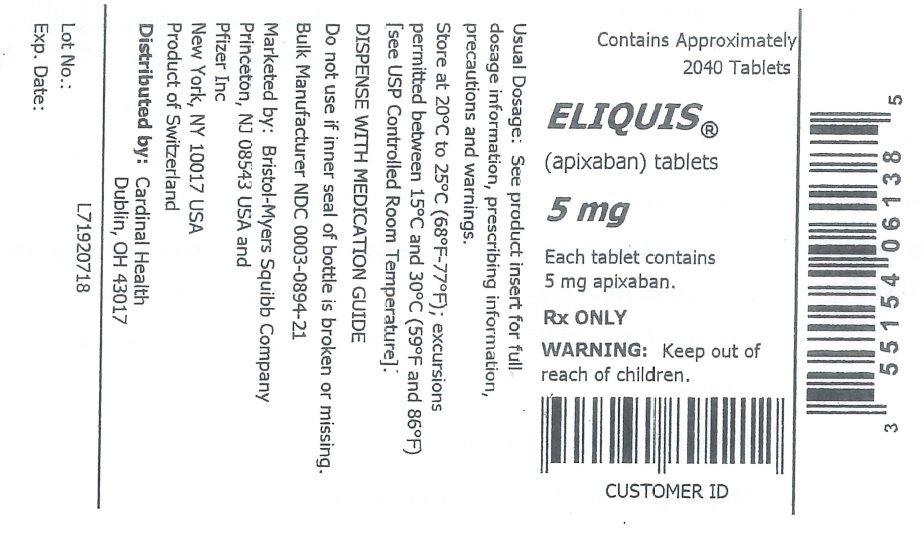 Contains Approximately
2040 Tablets
ELIQUIS®
(apixaban) tablets
5 mg
Each tablet contains
5 mg apixaban.
Rx ONLY
WARNING: Keep out of
reach of children.
CUSTOMER ID
3 55154 06138 5
Usual Dosage: See product insert for full
dosage information, prescribing information,
precautions and warnings.
Store at 20°C to 25°C (68°F-77°F); excursions
permitted between 15°C and 30°C (59°F and 86°F)
[see USP Controlled Room Temperature].
DISPENSE WITH MEDICATION GUIDE
Do not use if inner seal of bottle is broken or missing.
Bulk Manufacturer NDC 0003-0894-21
Marketed by: Bristol-Myers Squibb Company
Princeton, NJ 08543 USA and
Pfizer Inc
New York, NY 10017 USA
Product of Switzerland
Distributed by: Cardinal Health
Dublin, OH 43017
L71920718
Lot No.:
Exp. Date: